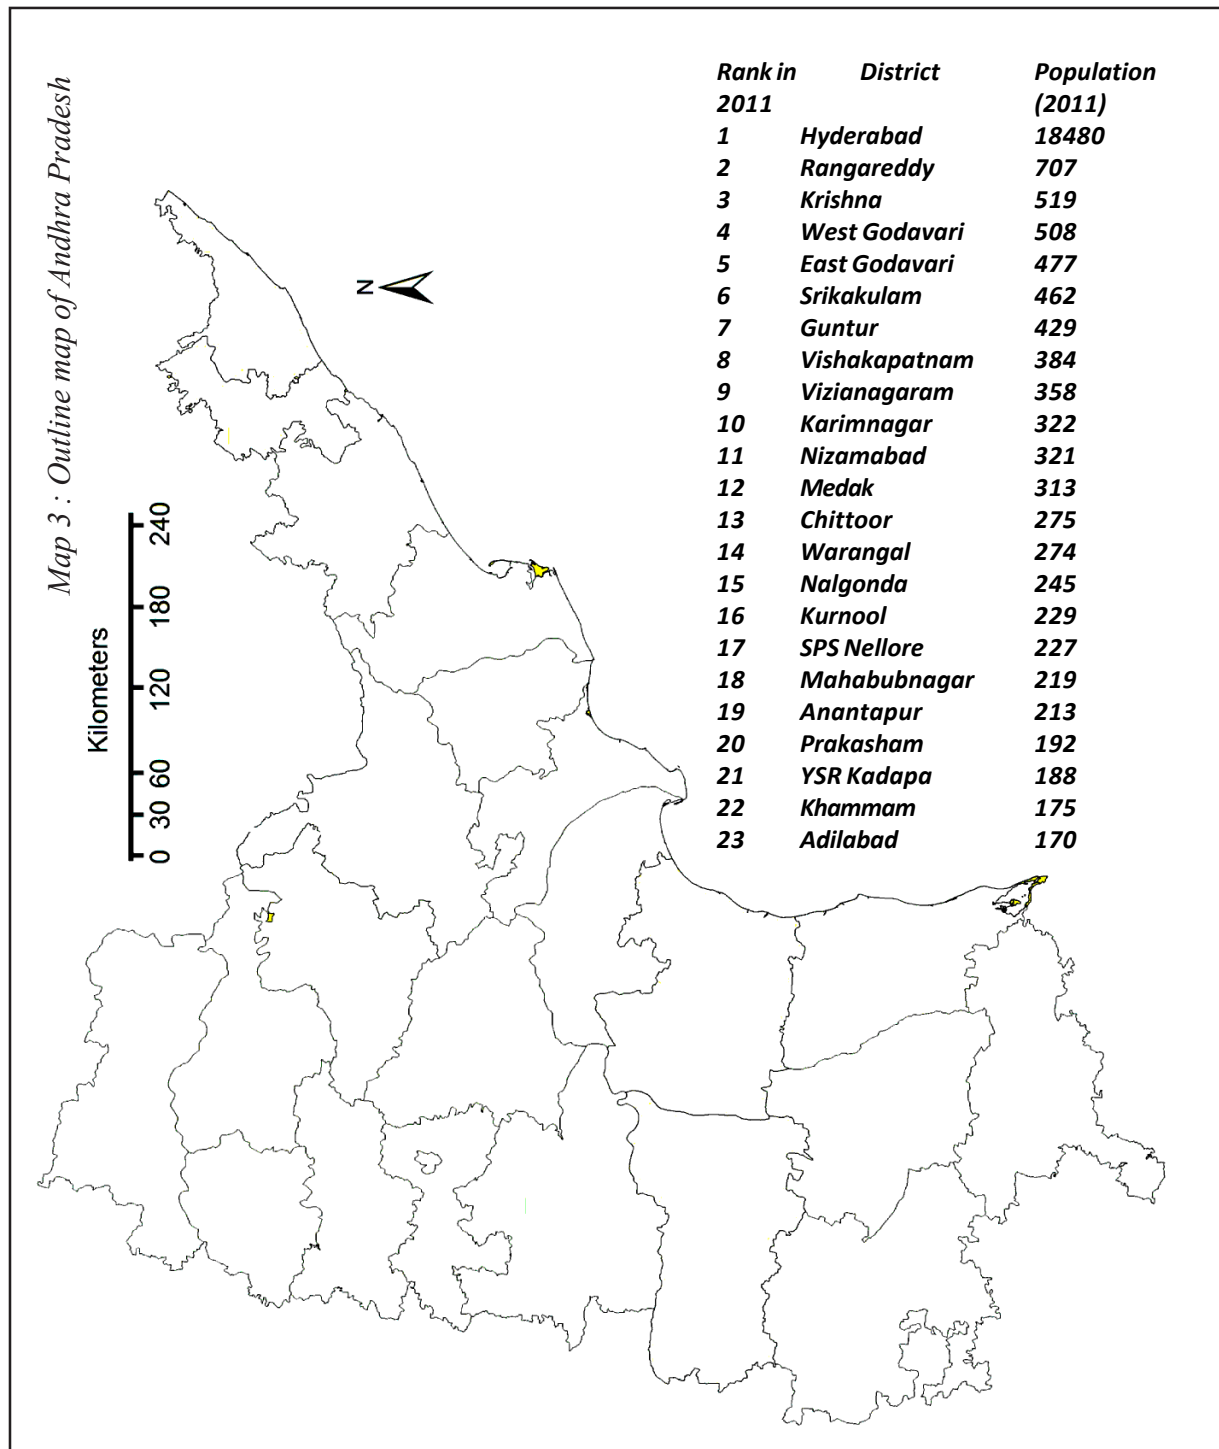 Map 3 : Outline map of Andhra Pradesh
Rank in 2011 District Population (2011)
1 Hyderabad 18480
2 Rangareddy 707
3 Krishna 519
4 West Godavari 508
5 East Godavari 477
6 Srikakulam 462
7 Guntur 429
8 Vishakapatnam 384
9 Vizianagaram 358
10 Karimnagar 322
11 Nizamabad 321
12 Medak 313
13 Chittoor 275
14 Warangal 274
15 Nalgonda 245
16 Kurnool 229
17 SPS Nellore 227
18 Mahabubnagar 219
19 Anantapur 213
20 Prakasham 192
21 YSR Kadapa 188
22 Khammam 175
23 Adilabad 170
N
Kilometers
0 30 60 120 180 240